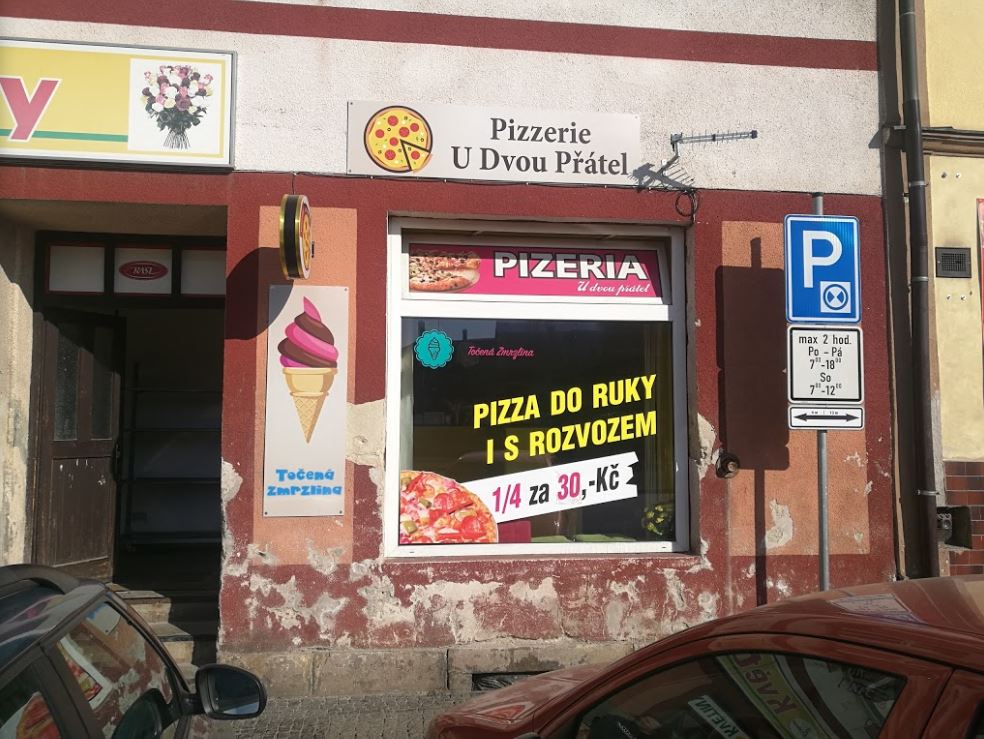 y
Pizzerie
U Dvou Přátel
RASL
PIZERIA
U dvou přátel
Točená Zmrzlina
PIZZA DO RUKY
I S ROZVOZEM
1/4 za 30,-Kč
Točená
Zmrzlina
P
max 2 hod.
Po - Pá
7⁰⁰-18⁰⁰
So
7⁰⁰-12⁰⁰